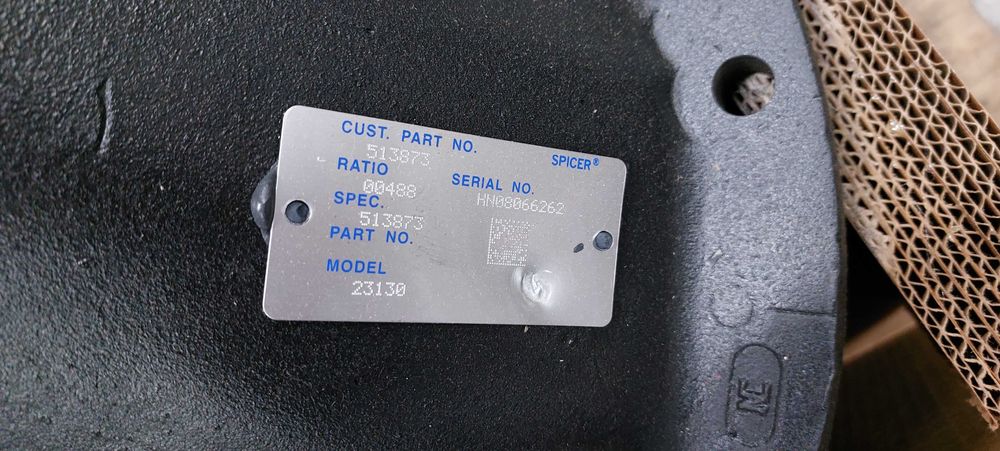 CUST. PART NO.
SPICER®
513873
RATIO
SERIAL NO.
00488
HN08066262
SPEC.
513873
PART NO.
MODEL
23130